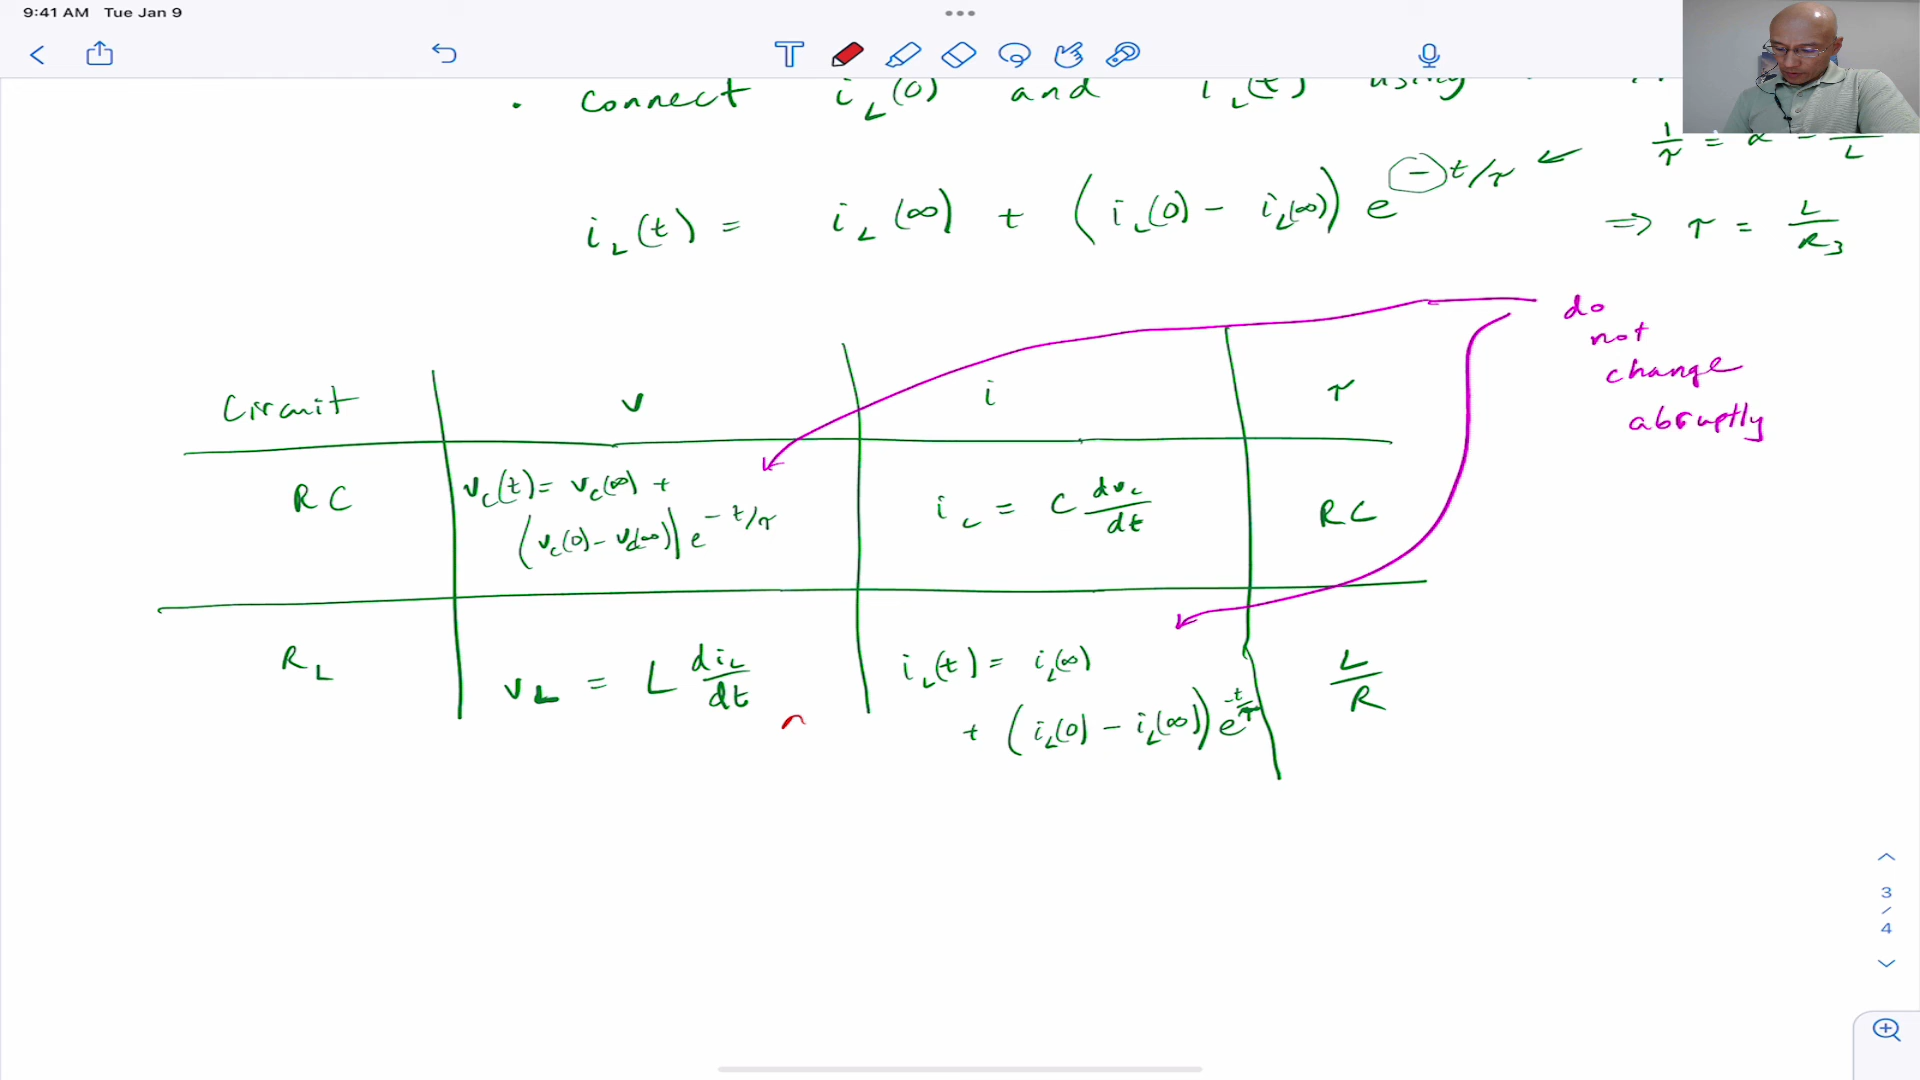 9:41 AM Tue Jan 9
• Connect i_L(0) and i_L(t) using
1/τ = α = /L
i_L(t) = i_L(∞) + (i_L(0) - i_L(∞)) e^{-t/τ} ←
⇒ τ = L/R_3
do
not
change
abruptly
Circuit v i τ
RC v_c(t) = v_c(∞) + i_c = C dv_c/dt RC
(v_c(0) - v_c(∞)) e^{-t/τ}
RL v_L = L di_L/dt i_L(t) = i_L(∞) L/R
+ (i_L(0) - i_L(∞)) e^{-t/τ}
3
/
4